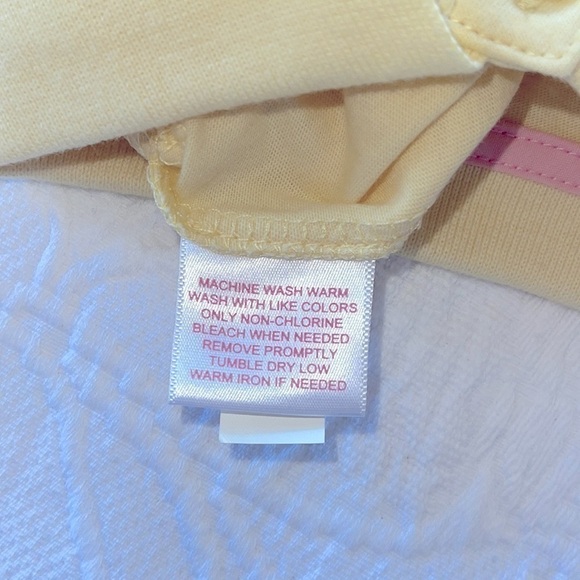 MACHINE WASH WARM
WASH WITH LIKE COLORS
ONLY NON-CHLORINE
BLEACH WHEN NEEDED
REMOVE PROMPTLY
TUMBLE DRY LOW
WARM IRON IF NEEDED